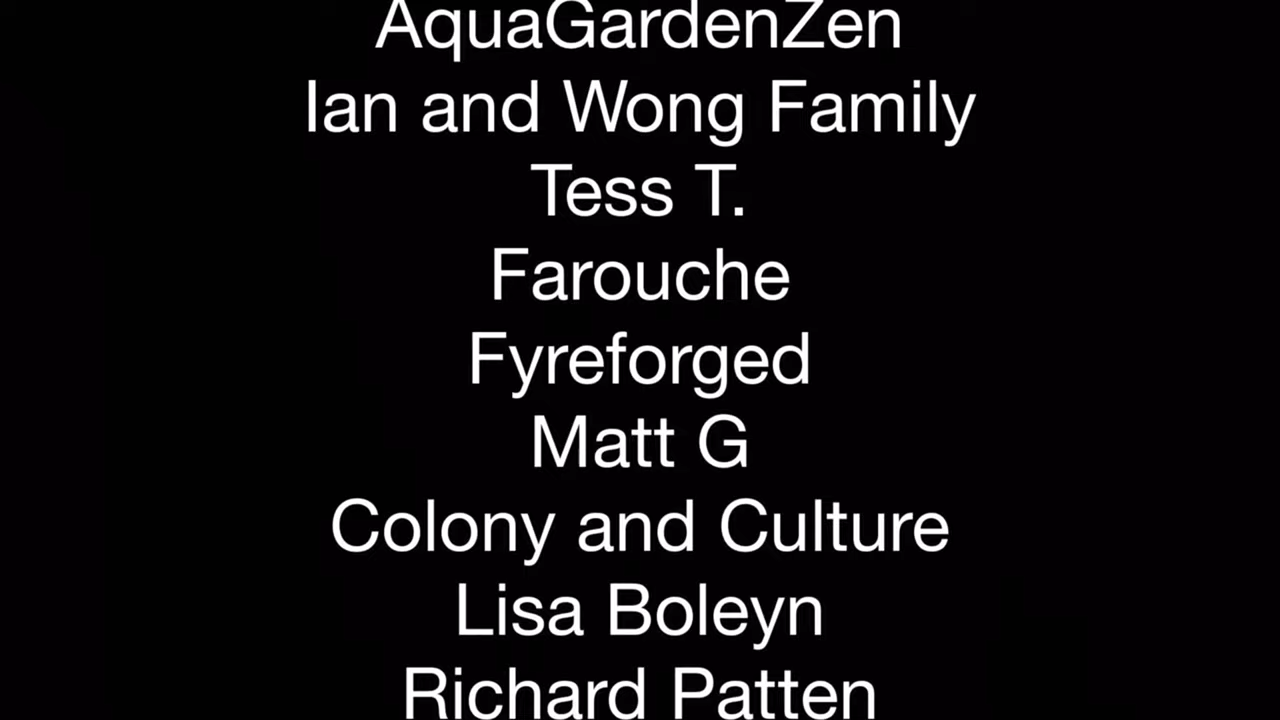 AquaGardenZen
Ian and Wong Family
Tess T.
Farouche
Fyreforged
Matt G
Colony and Culture
Lisa Boleyn
Richard Patten